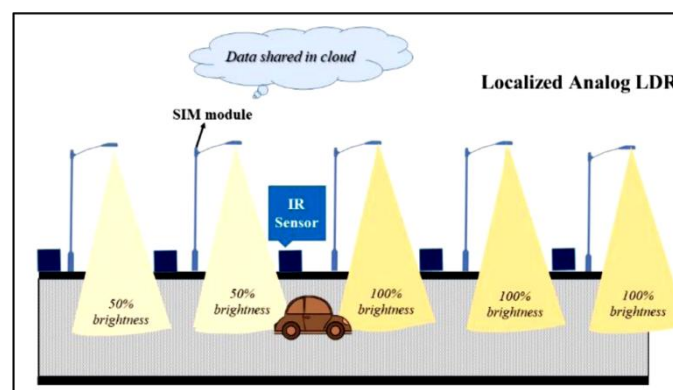 Data shared in cloud
Localized Analog LDR
SIM module
IR
Sensor
50%
brightness
50%
brightness
100%
brightness
100%
brightness
100%
brightness